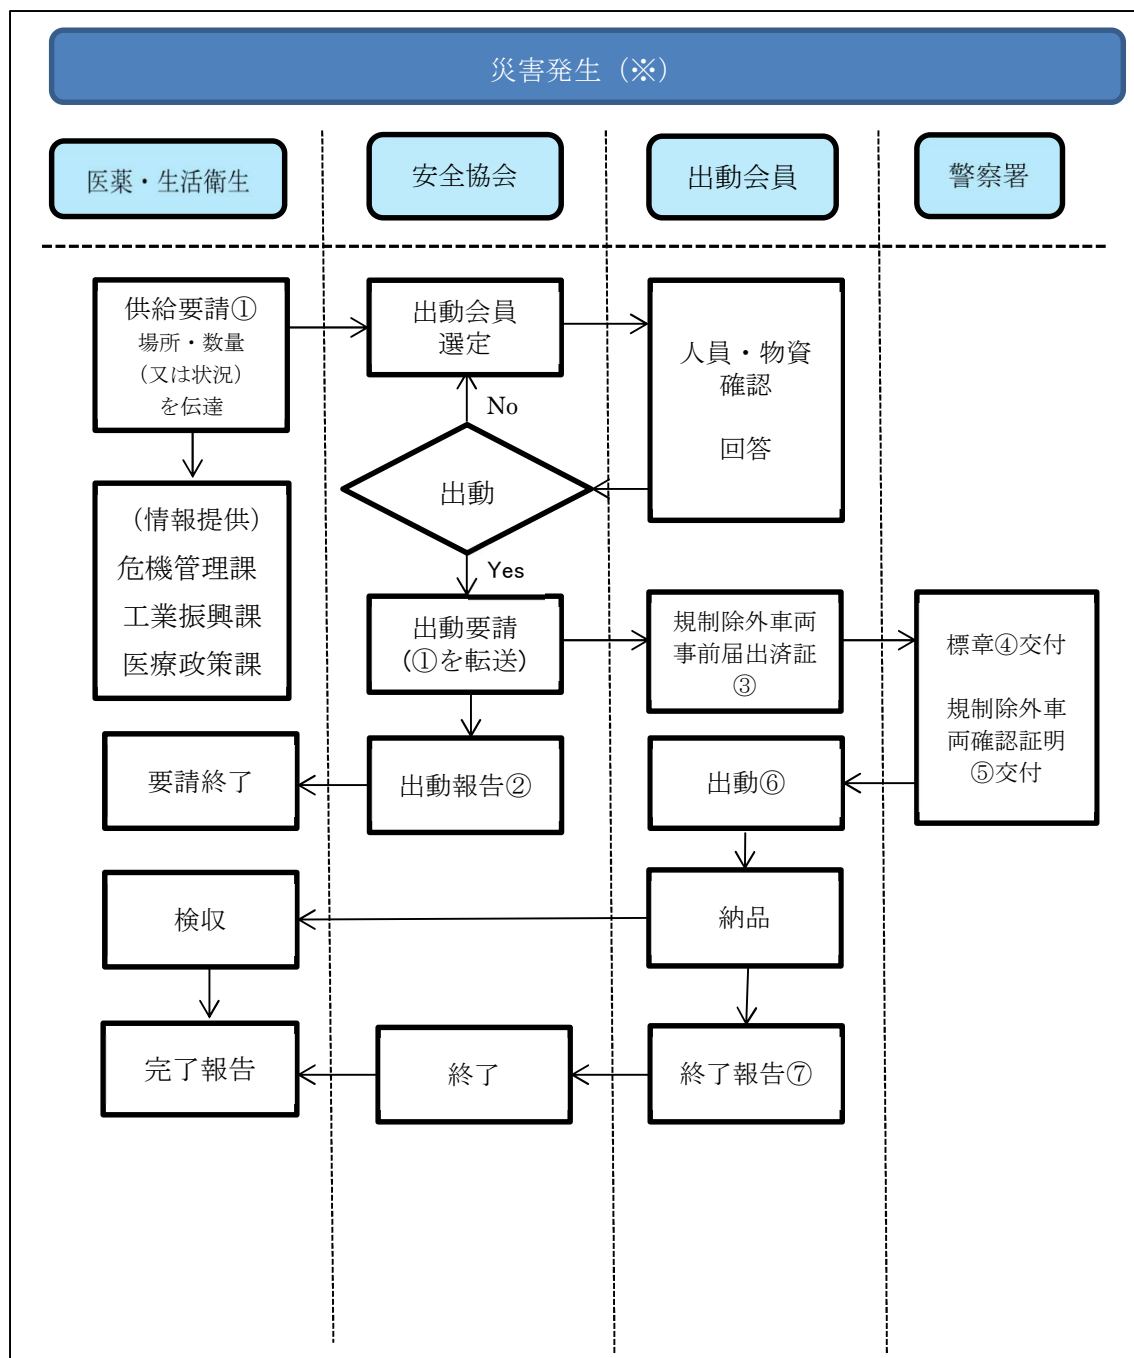 災害発生（※）
医薬・生活衛生
安全協会
出動会員
警察署
供給要請①
場所・数量
（又は状況）
を伝達
出動会員
選定
人員・物資
確認
回答
No
出動
Yes
（情報提供）
危機管理課
工業振興課
医療政策課
出動要請
(①を転送)
規制除外車両
事前届出済証
③
標章④交付
規制除外車
両確認証明
⑤交付
要請終了
出動報告②
出動⑥
検収
納品
完了報告
終了
終了報告⑦